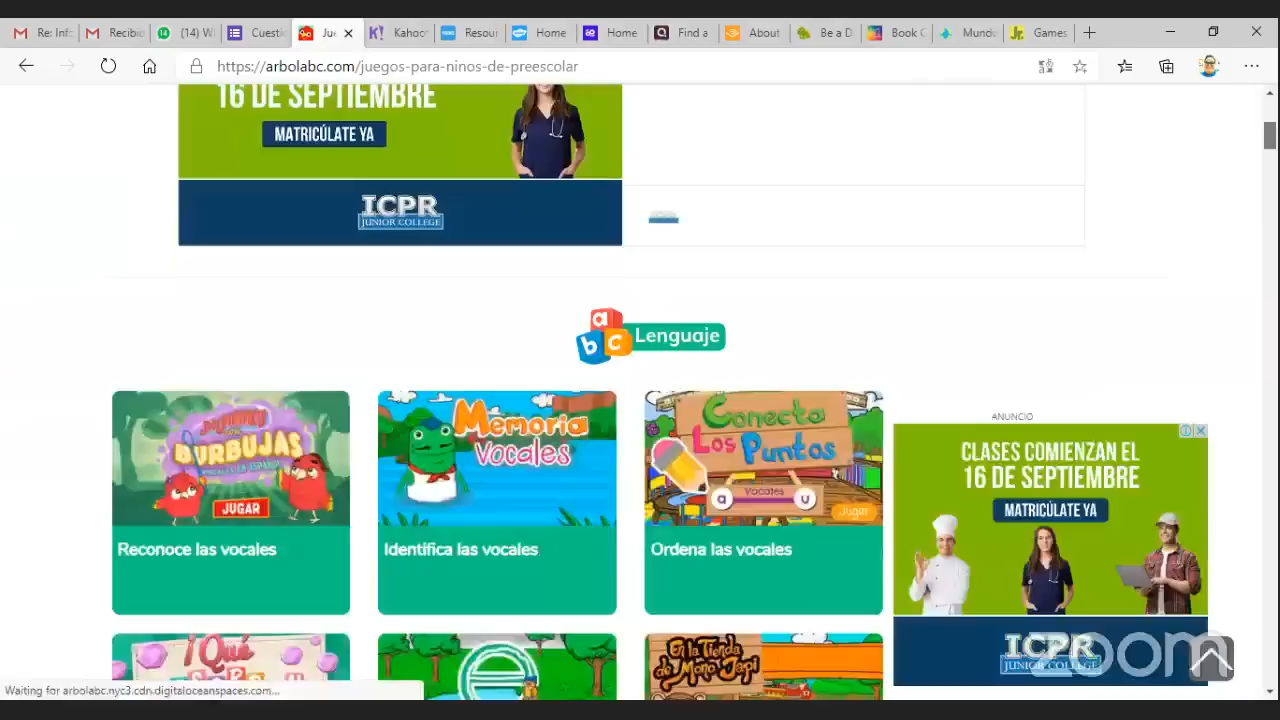 Re: Info
Recibi
(14) W
Cuesti
Ju
Kahoo
Resour
Home
Home
Find a
About
Be a D
Book C
Mundo
Games
https://arbolabc.com/juegos-para-ninos-de-preescolar
16 DE SEPTIEMBRE
MATRICÚLATE YA
ICPR
JUNIOR COLLEGE
a
b c
Lenguaje
BURBUJAS
JUGAR
Reconoce las vocales
Memoria
Vocales
Identifica las vocales
Conecta
Los Puntos
Vocales
a u
Jugar
Ordena las vocales
ANUNCIO
CLASES COMIENZAN EL
16 DE SEPTIEMBRE
MATRICÚLATE YA
ICPR
JUNIOR COLLEGE
zoom
¡Qué
En la Tienda
de Mono Japi
Waiting for arbolabc.nyc3.cdn.digitaloceanspaces.com...